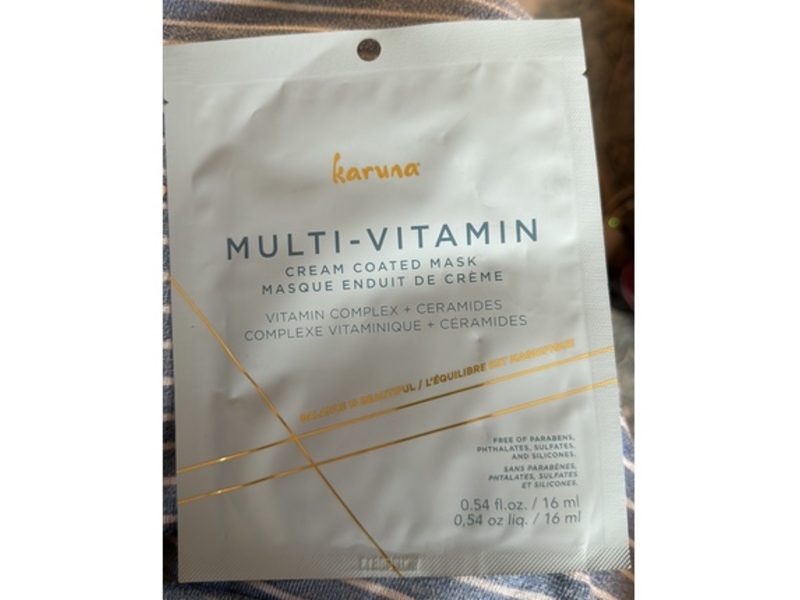 karuna
MULTI-VITAMIN
CREAM COATED MASK
MASQUE ENDUIT DE CRÈME
VITAMIN COMPLEX + CERAMIDES
COMPLEXE VITAMINIQUE + CÉRAMIDES
BALANCE IS BEAUTIFUL / L'ÉQUILIBRE EST MAGNIFIQUE
FREE OF PARABENS,
PHTHALATES, SULFATES,
AND SILICONES.
SANS PARABÈNES,
PHTALATES, SULFATES
ET SILICONES.
0.54 fl.oz. / 16 ml
0,54 oz liq. / 16 ml